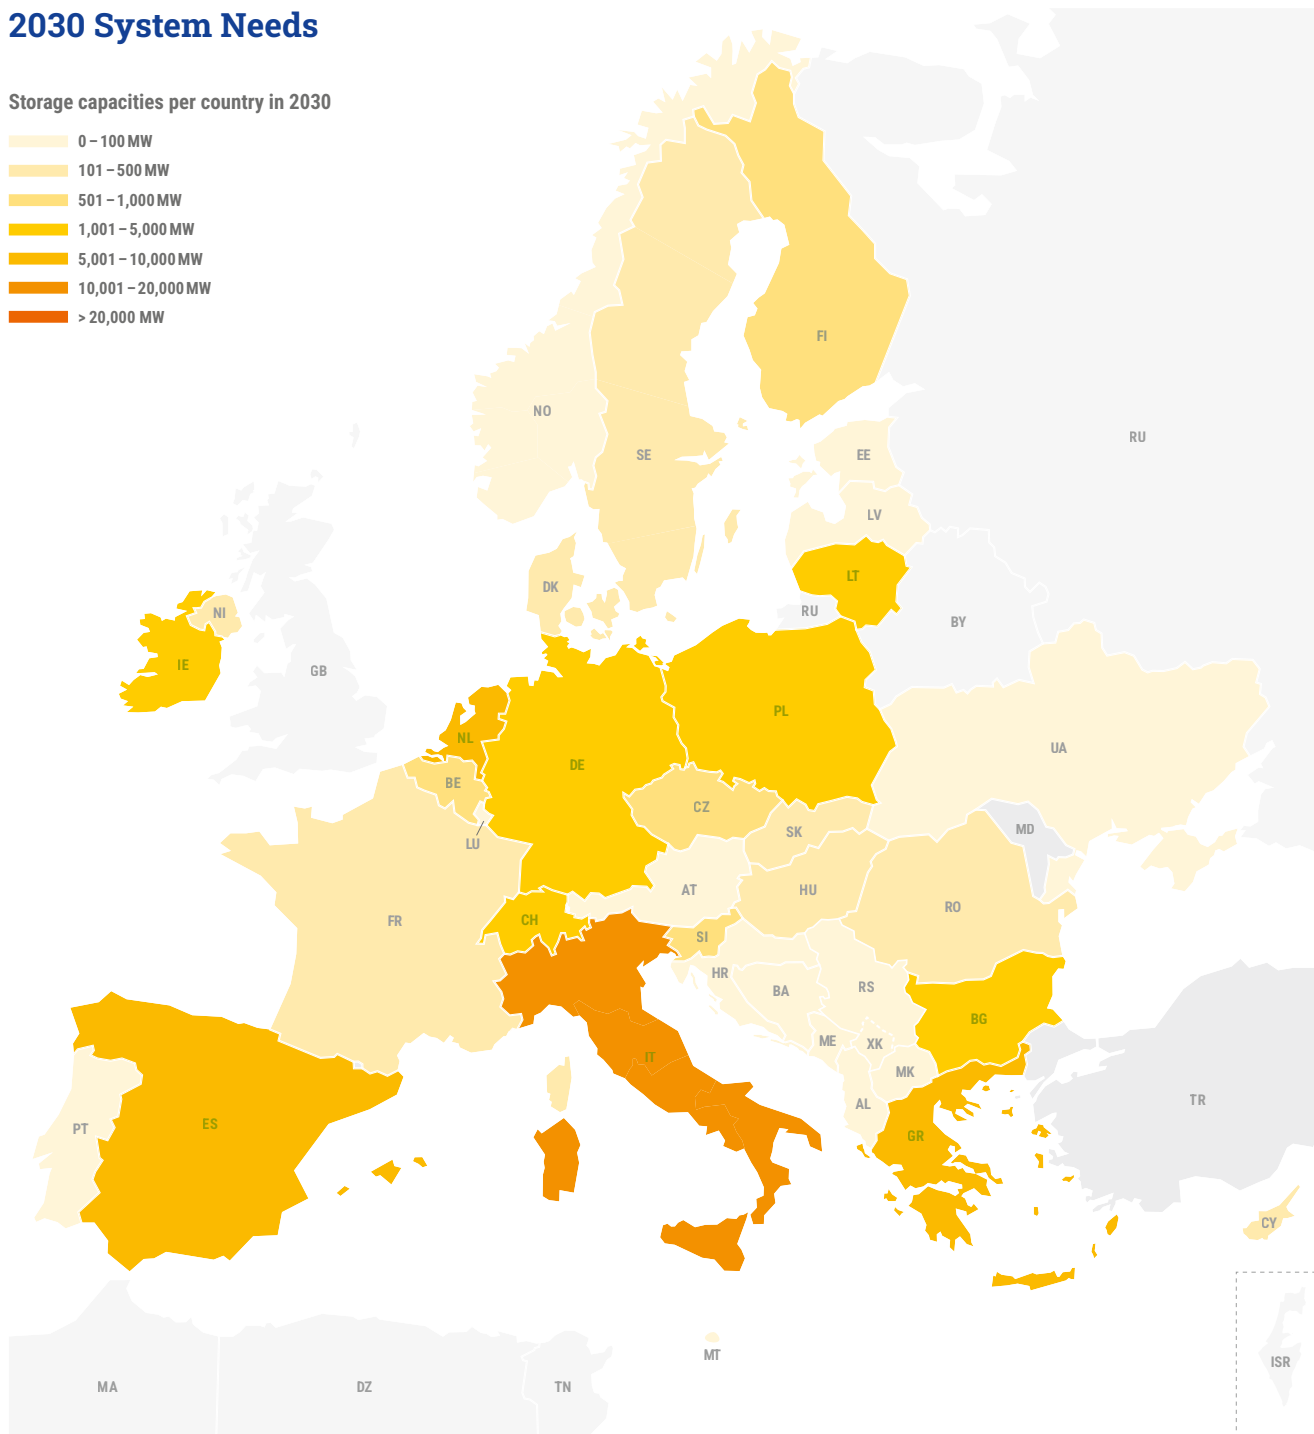 2030 System Needs
Storage capacities per country in 2030
0 – 100 MW
101 – 500 MW
501 – 1,000 MW
1,001 – 5,000 MW
5,001 – 10,000 MW
10,001 – 20,000 MW
> 20,000 MW
FI
NO
RU
SE
EE
LV
LT
DK
NI
RU
BY
IE
GB
PL
NL
UA
DE
BE
CZ
MD
SK
LU
AT
HU
RO
FR
CH
SI
HR
RS
BA
BG
ME
XK
IT
MK
TR
AL
ES
PT
GR
CY
MT
ISR
MA
DZ
TN